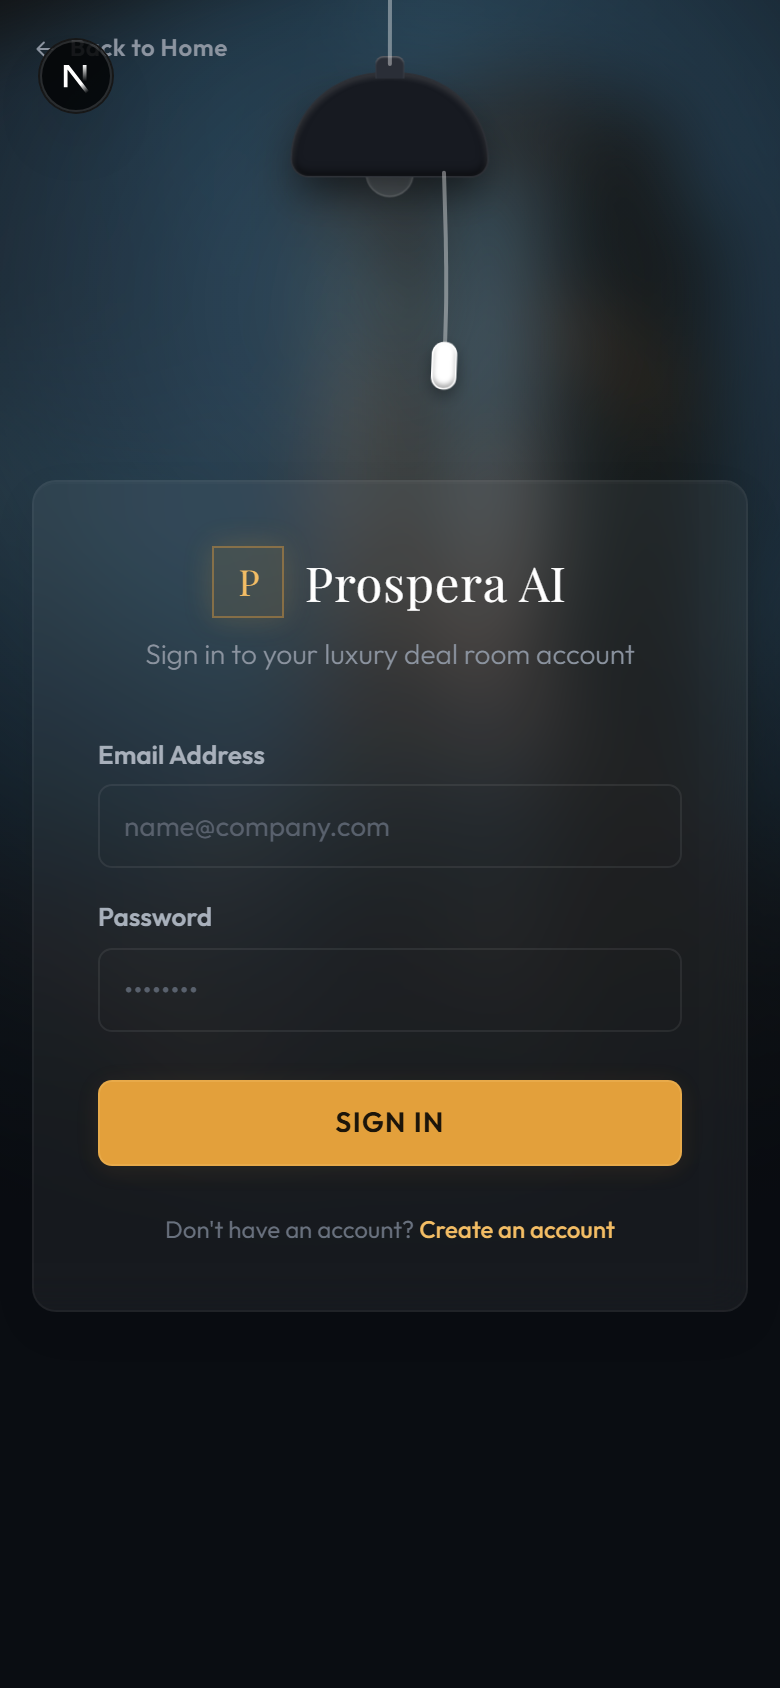 ← Back to Home
N
P Prospera AI
Sign in to your luxury deal room account
Email Address
name@company.com
Password
••••••••
SIGN IN
Don't have an account? Create an account